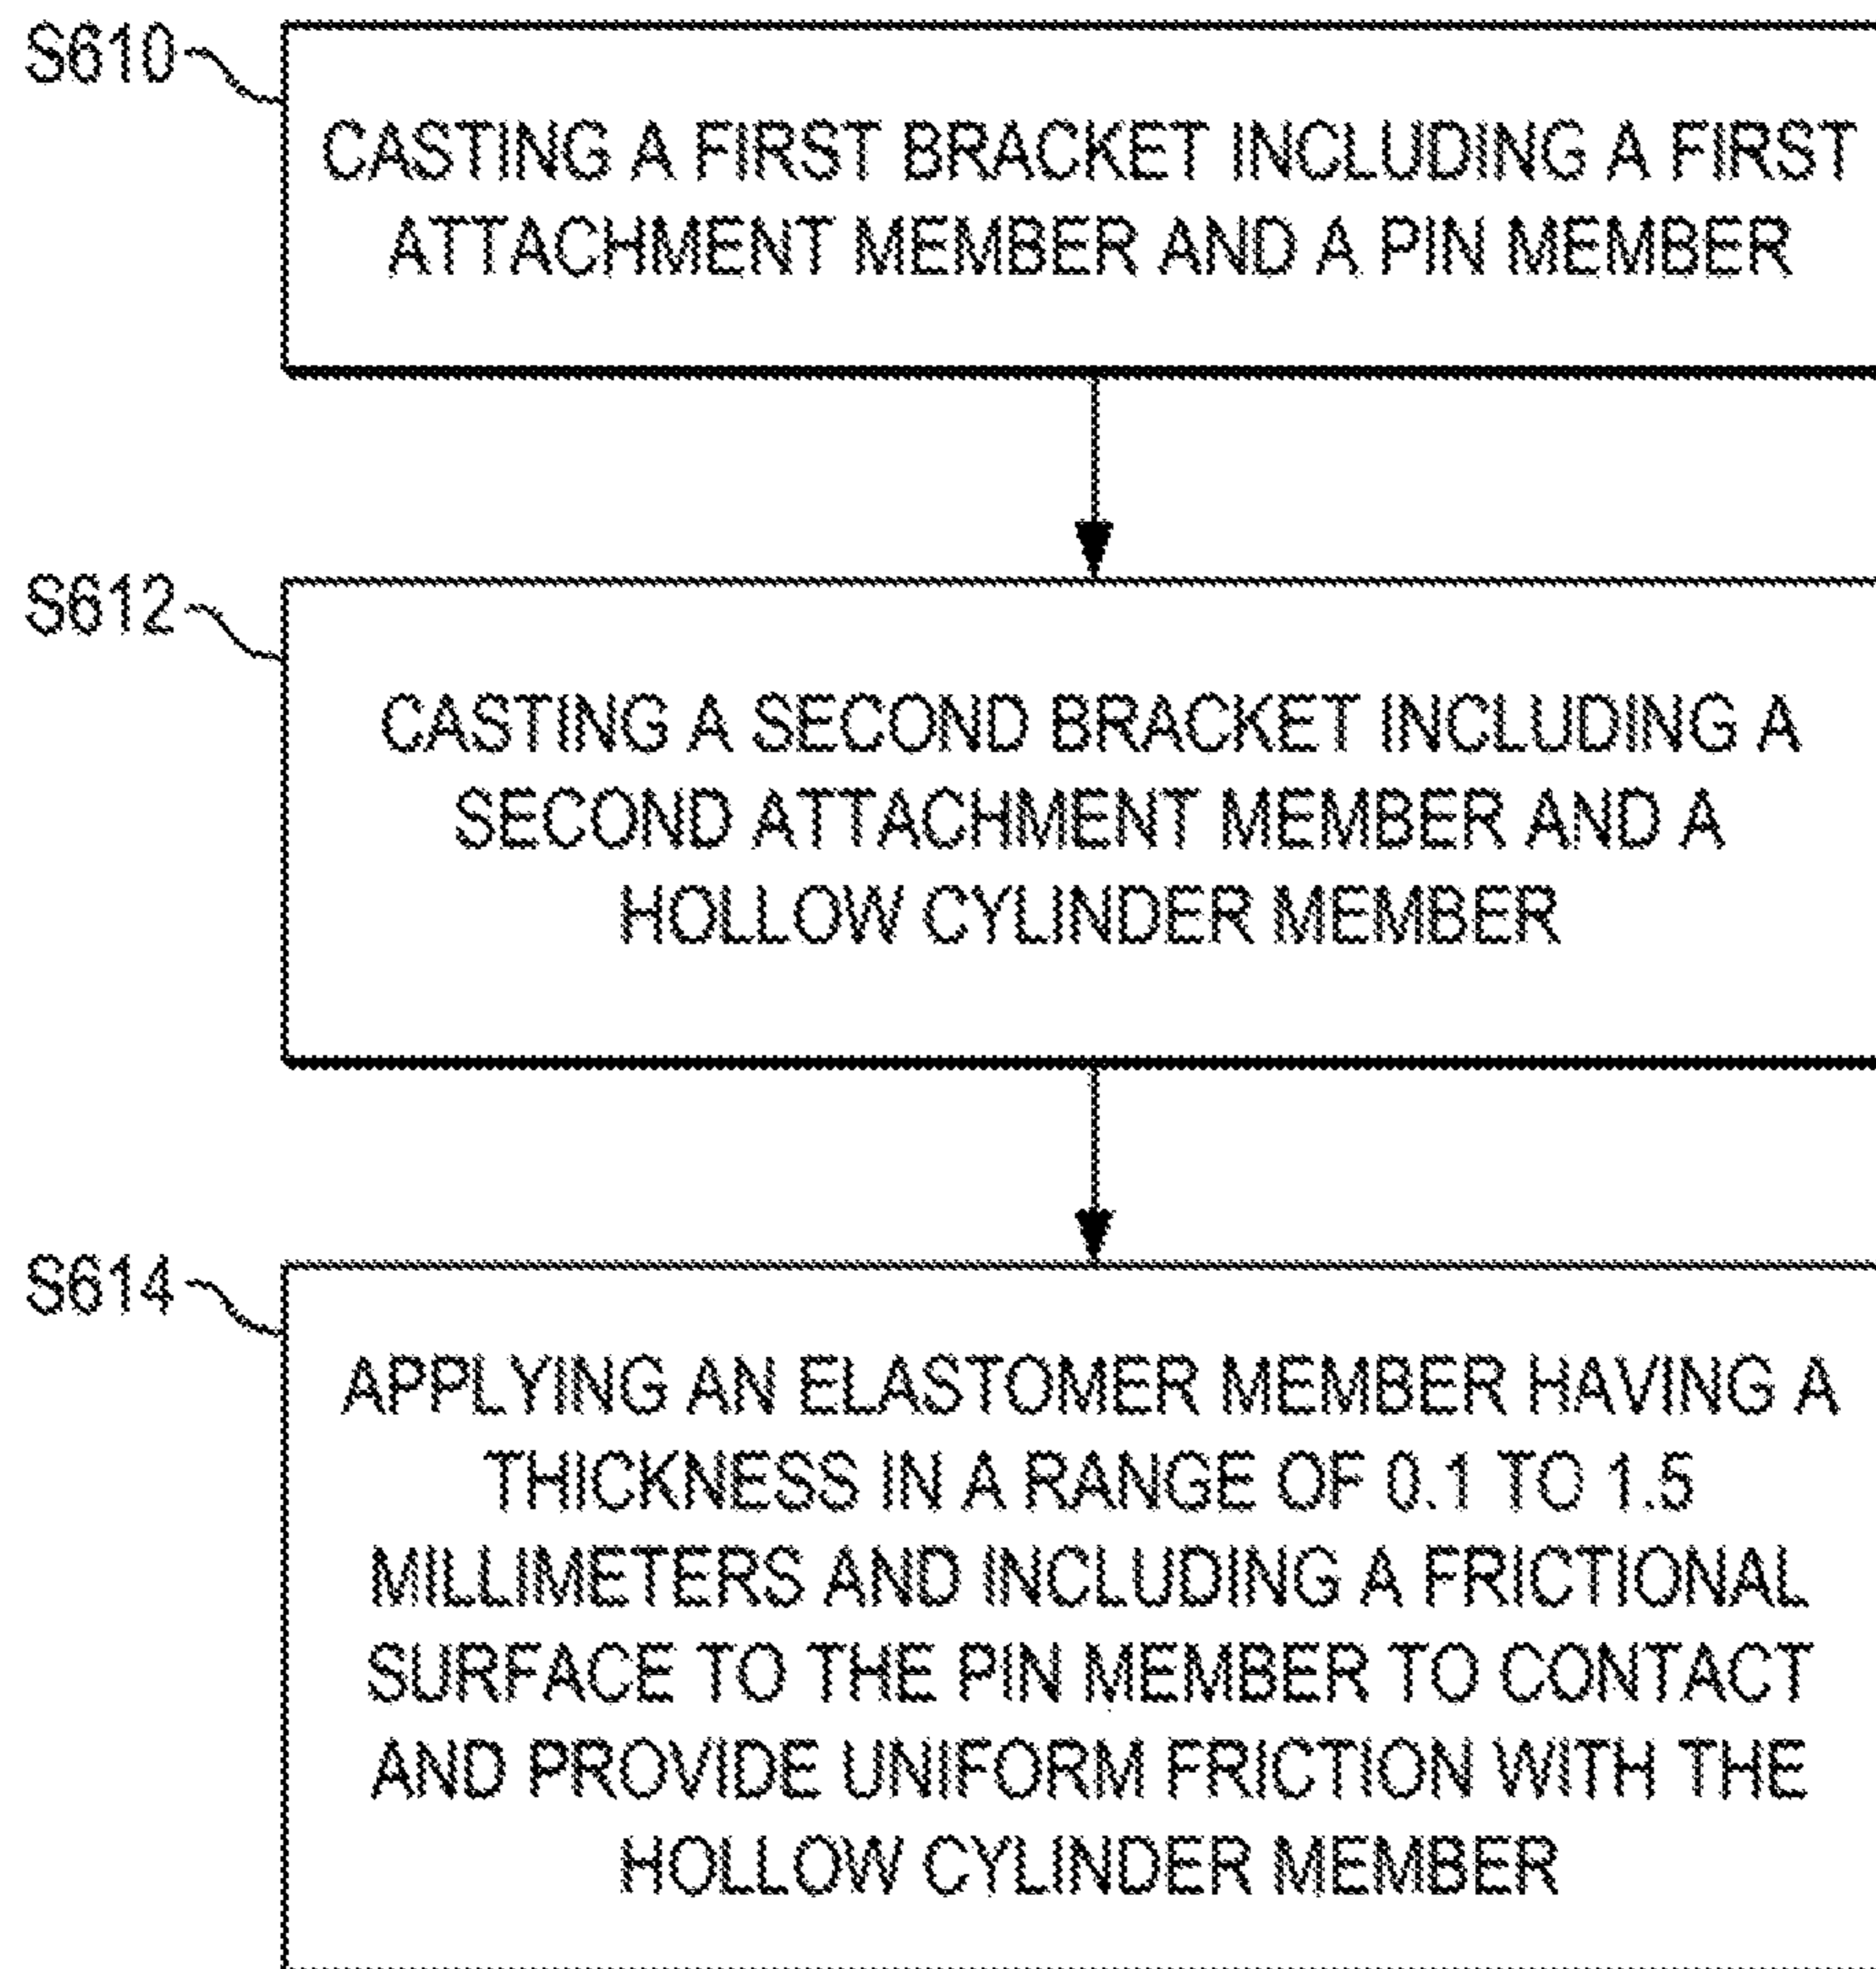 S610
CASTING A FIRST BRACKET INCLUDING A FIRST
ATTACHMENT MEMBER AND A PIN MEMBER
S612
CASTING A SECOND BRACKET INCLUDING A
SECOND ATTACHMENT MEMBER AND A
HOLLOW CYLINDER MEMBER
S614
APPLYING AN ELASTOMER MEMBER HAVING A
THICKNESS IN A RANGE OF 0.1 TO 1.5
MILLIMETERS AND INCLUDING A FRICTIONAL
SURFACE TO THE PIN MEMBER TO CONTACT
AND PROVIDE UNIFORM FRICTION WITH THE
HOLLOW CYLINDER MEMBER